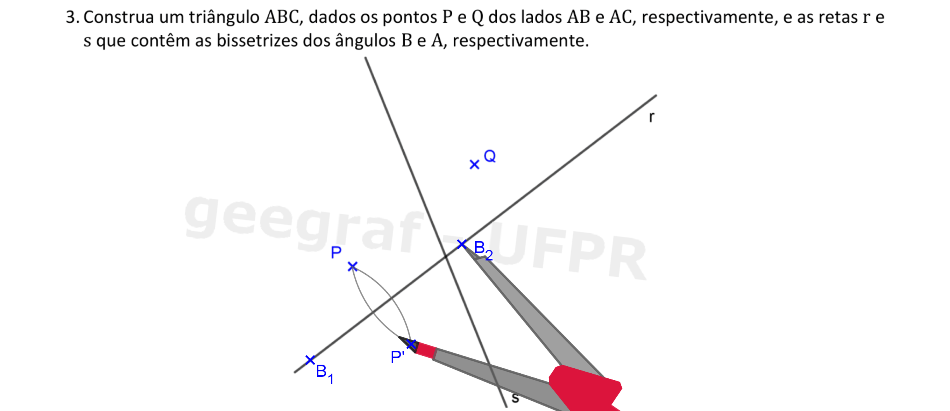 3. Construa um triângulo ABC, dados os pontos P e Q dos lados AB e AC, respectivamente, e as retas r e
s que contêm as bissetrizes dos ângulos B e A, respectivamente.
r
Q
geegraf - UFPR
P
B₂
P'
B₁
s